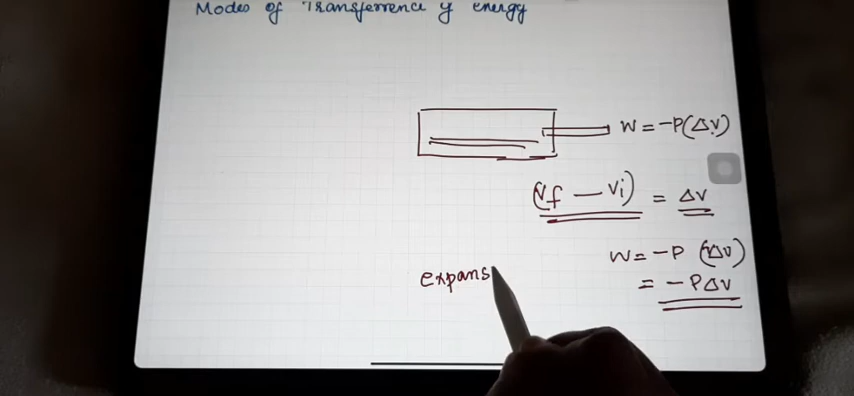 Modes of Transferrence of energy
W = -P(ΔV)
(Vf - Vi) = ΔV
W = -P (ΔV)
= - PΔV
expans